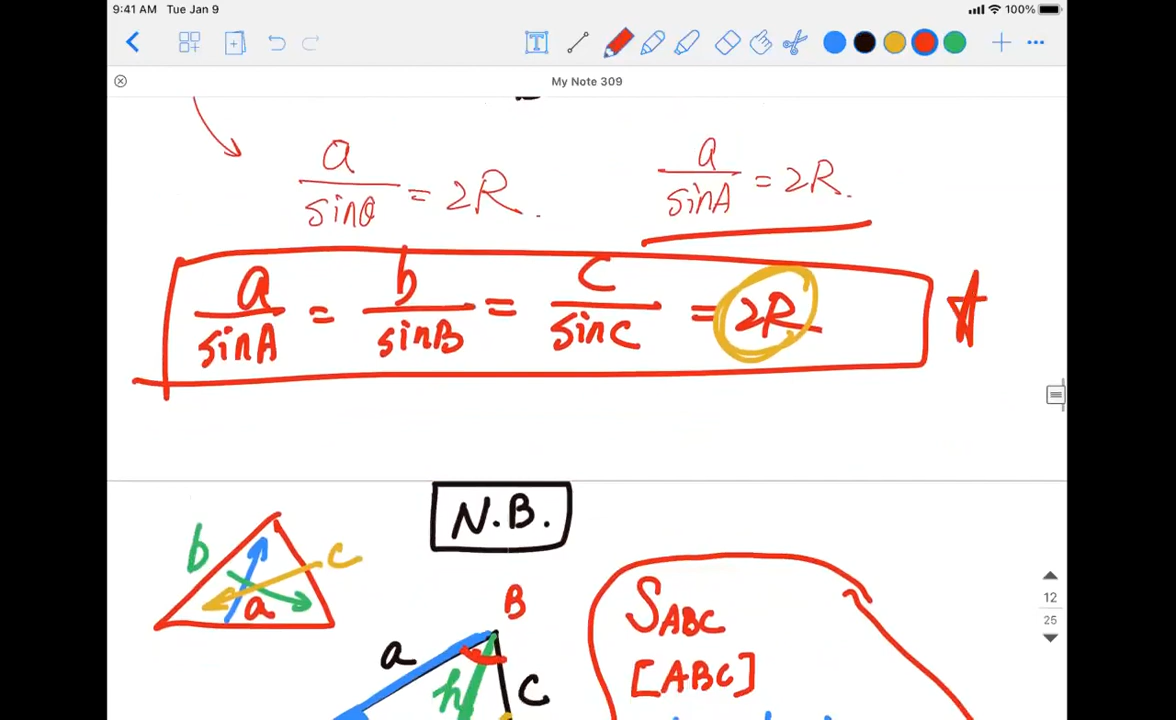 9:41 AM Tue Jan 9
100%
T
My Note 309
a/sinθ = 2R.
a/sinA = 2R.
a/sinA = b/sinB = c/sinC = 2R
N.B.
b
c
a
B
a
h
C
S_ABC
[ABC]
12
25